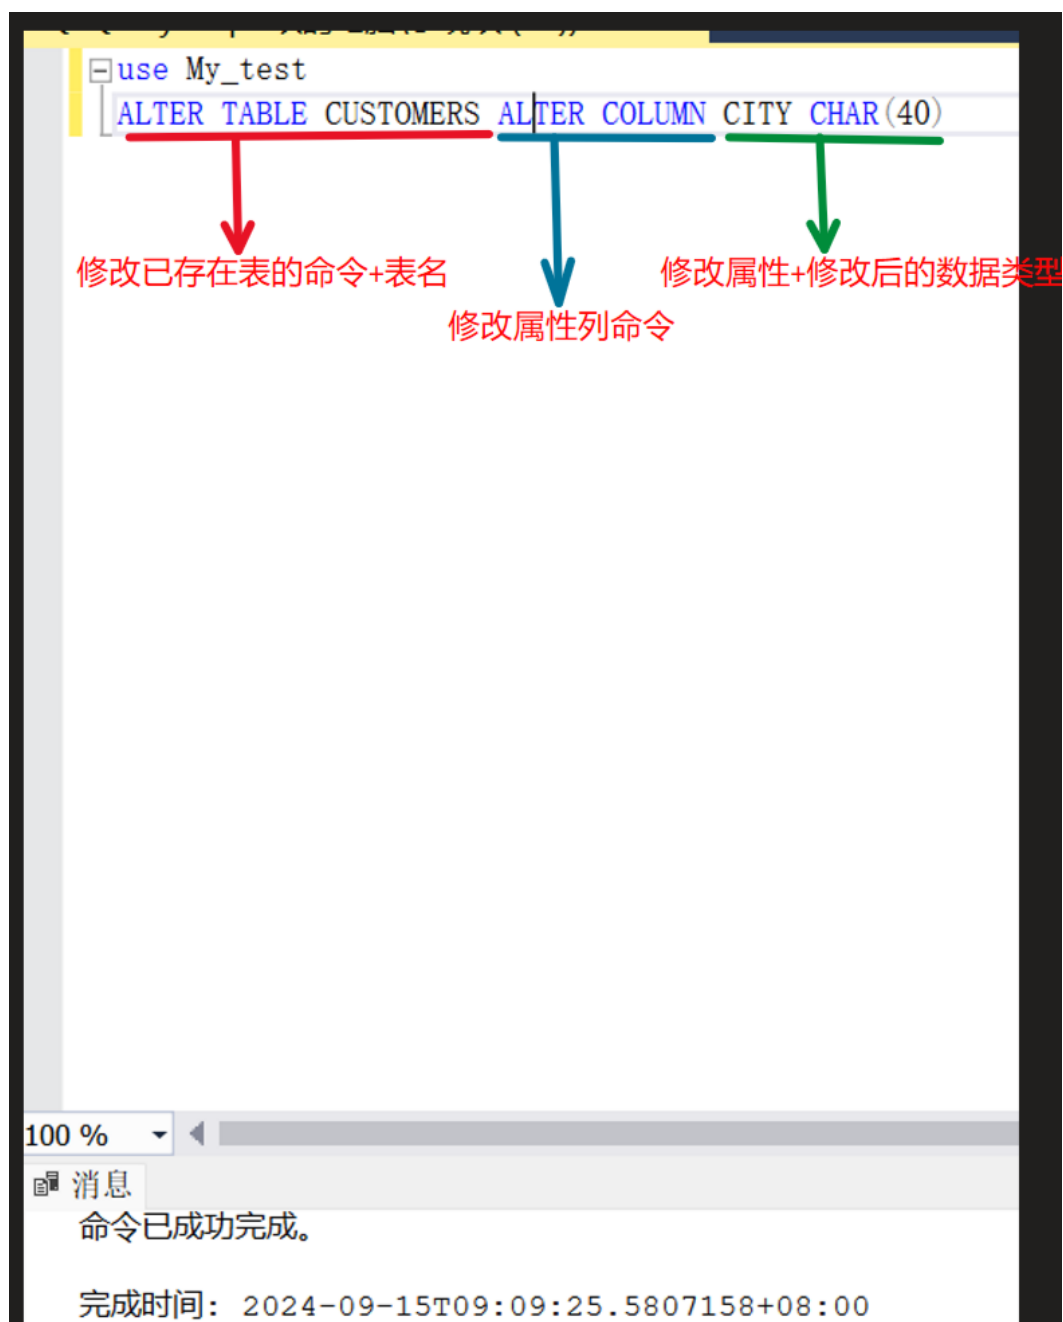 use My_test
ALTER TABLE CUSTOMERS ALTER COLUMN CITY CHAR(40)
修改已存在表的命令+表名
修改属性+修改后的数据类型
修改属性列命令
100 %
消息
命令已成功完成。
完成时间: 2024-09-15T09:09:25.5807158+08:00